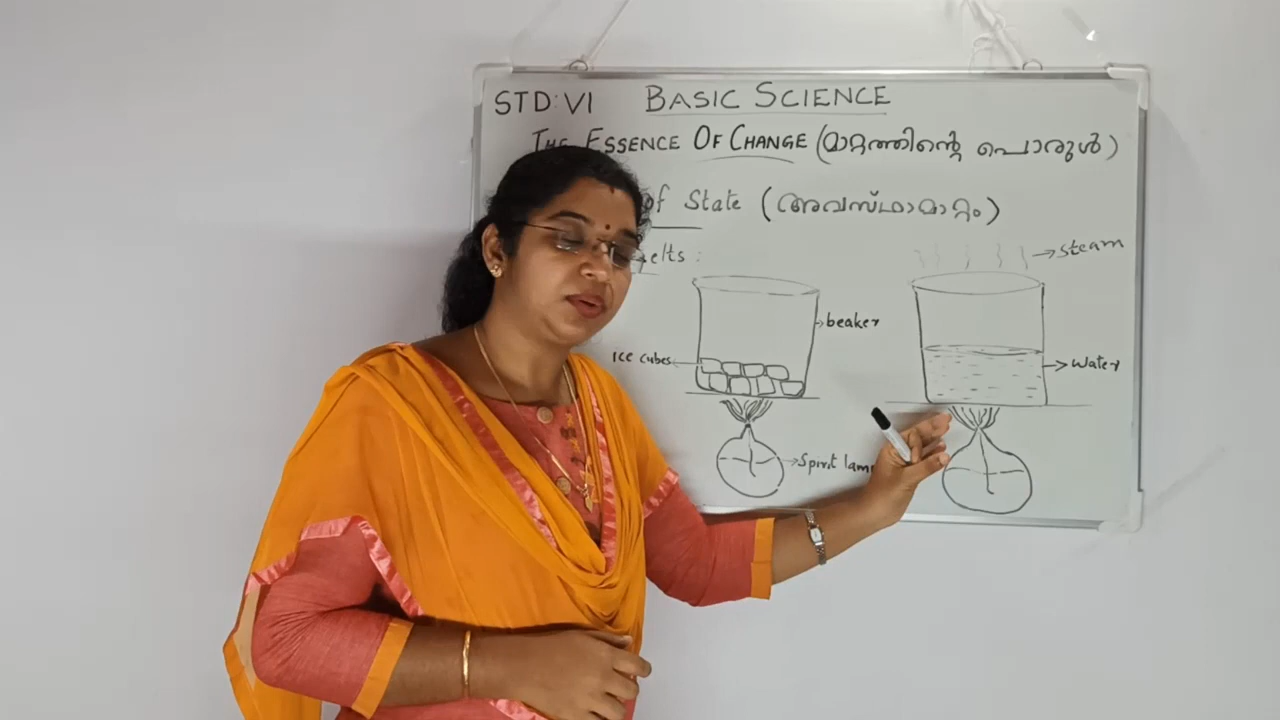 STD: VI BASIC SCIENCE
THE ESSENCE OF CHANGE (മാറ്റത്തിന്റെ പൊരുൾ)
of State (അവസ്ഥാമാറ്റം)
elts :
Steam
beaker
Ice cubes
Water
Spirit lam